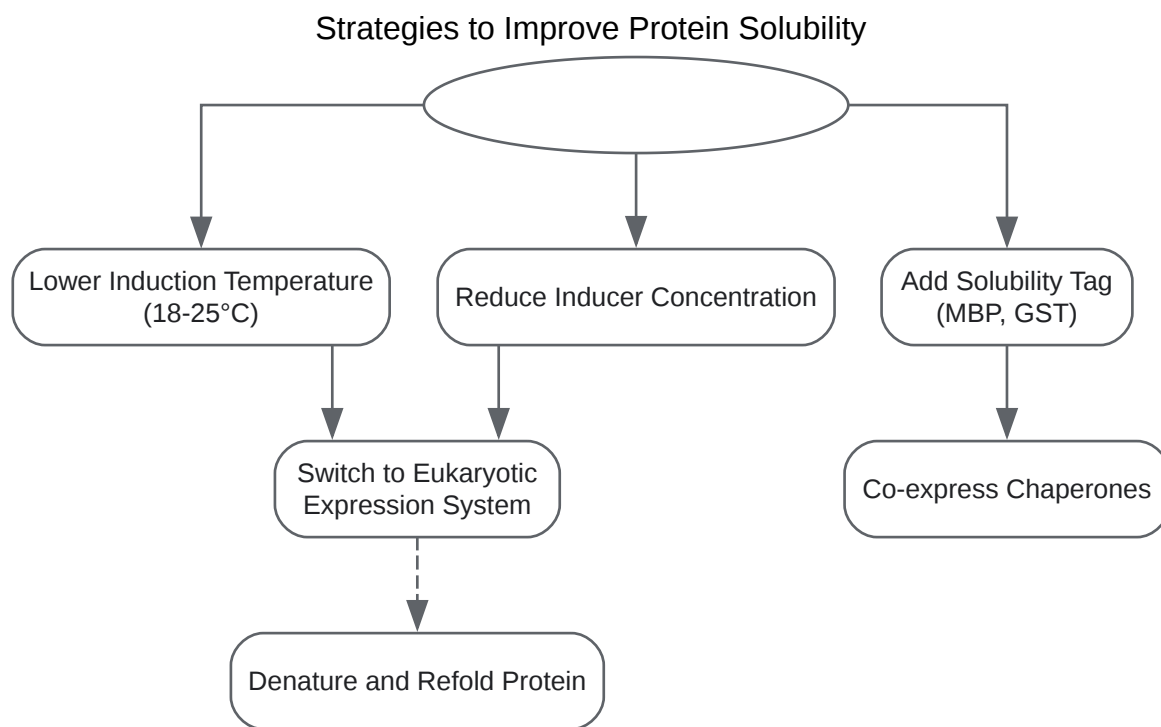 Strategies to Improve Protein Solubility
Lower Induction Temperature
(18-25°C)
Reduce Inducer Concentration
Add Solubility Tag
(MBP, GST)
Switch to Eukaryotic
Expression System
Co-express Chaperones
Denature and Refold Protein